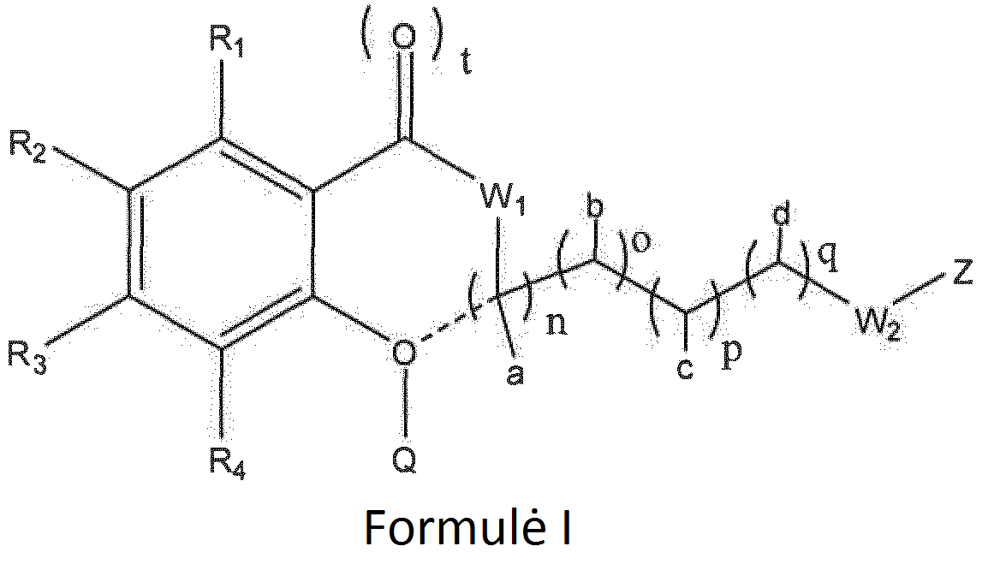 R1
( O ) t
R2
W1
b
d
( ) o
( ) q
Z
( ) n
( ) p
W2
R3
O
a
c
R4
Q
Formulė I